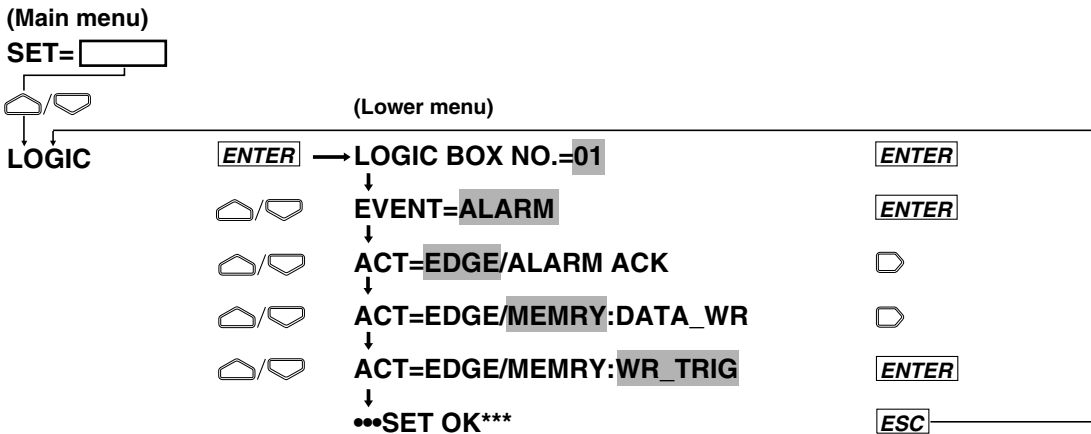 (Main menu)
SET=
/
(Lower menu)
LOGIC ENTER LOGIC BOX NO.=01 ENTER
/ EVENT=ALARM ENTER
/ ACT=EDGE/ALARM ACK
/ ACT=EDGE/MEMRY:DATA_WR
/ ACT=EDGE/MEMRY:WR_TRIG ENTER
•••SET OK*** ESC